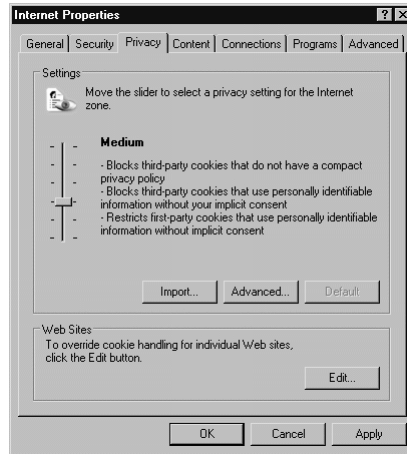 Internet Properties
General Security Privacy Content Connections Programs Advanced
Settings
Move the slider to select a privacy setting for the Internet
zone.
Medium
- Blocks third-party cookies that do not have a compact
privacy policy
- Blocks third-party cookies that use personally identifiable
information without your implicit consent
- Restricts first-party cookies that use personally identifiable
information without implicit consent
Import... Advanced... Default
Web Sites
To override cookie handling for individual Web sites,
click the Edit button.
Edit...
OK Cancel Apply